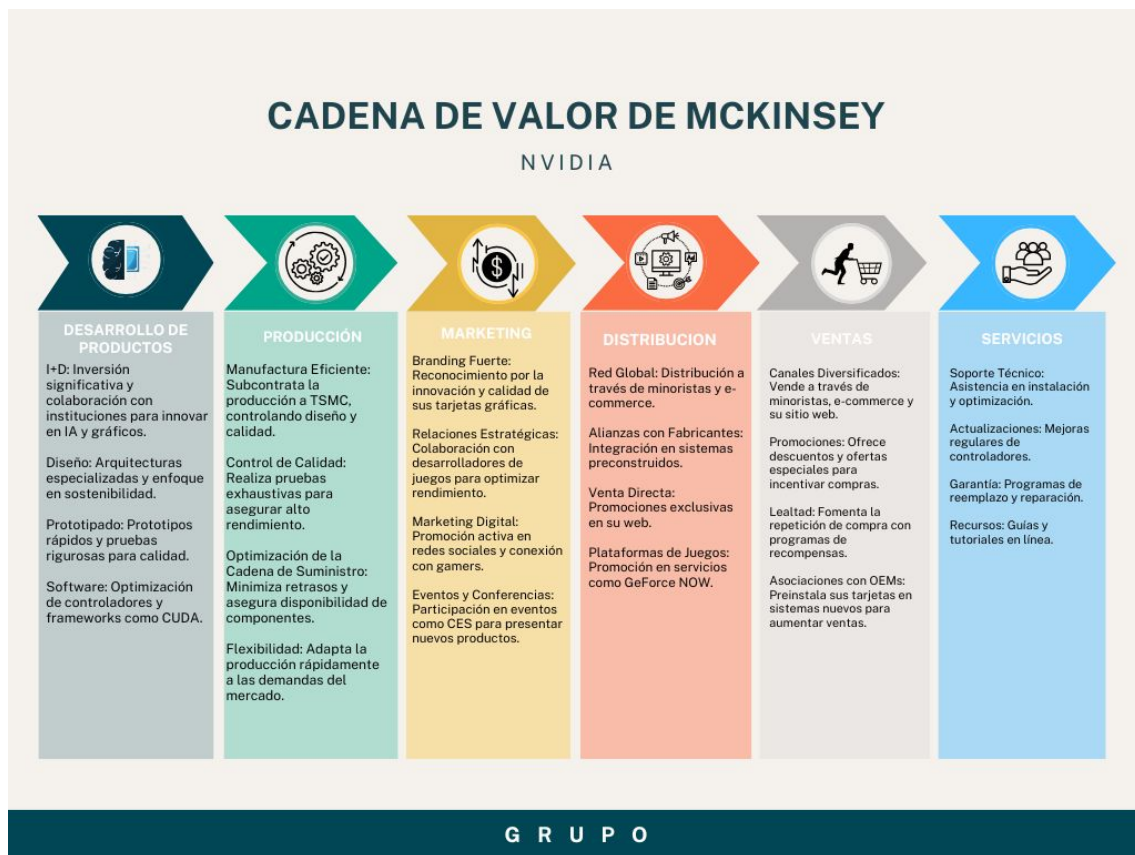 CADENA DE VALOR DE MCKINSEY
NVIDIA
DESARROLLO DE
PRODUCTOS
I+D: Inversión
significativa y
colaboración con
instituciones para innovar
en IA y gráficos.
Diseño: Arquitecturas
especializadas y enfoque
en sostenibilidad.
Prototipado: Prototipos
rápidos y pruebas
rigurosas para calidad.
Software: Optimización
de controladores y
frameworks como CUDA.
PRODUCCIÓN
Manufactura Eficiente:
Subcontrata la
producción a TSMC,
controlando diseño y
calidad.
Control de Calidad:
Realiza pruebas
exhaustivas para
asegurar alto
rendimiento.
Optimización de la
Cadena de Suministro:
Minimiza retrasos y
asegura disponibilidad de
componentes.
Flexibilidad: Adapta la
producción rápidamente
a las demandas del
mercado.
MARKETING
Branding Fuerte:
Reconocimiento por la
innovación y calidad de
sus tarjetas gráficas.
Relaciones Estratégicas:
Colaboración con
desarrolladores de
juegos para optimizar
rendimiento.
Marketing Digital:
Promoción activa en
redes sociales y conexión
con gamers.
Eventos y Conferencias:
Participación en eventos
como CES para presentar
nuevos productos.
DISTRIBUCION
Red Global: Distribución a
través de minoristas y e-
commerce.
Alianzas con Fabricantes:
Integración en sistemas
preconstruidos.
Venta Directa:
Promociones exclusivas
en su web.
Plataformas de Juegos:
Promoción en servicios
como GeForce NOW.
VENTAS
Canales Diversificados:
Vende a través de
minoristas, e-commerce y
su sitio web.
Promociones: Ofrece
descuentos y ofertas
especiales para
incentivar compras.
Lealtad: Fomenta la
repetición de compra con
programas de
recompensas.
Asociaciones con OEMs:
Preinstala sus tarjetas en
sistemas nuevos para
aumentar ventas.
SERVICIOS
Soporte Técnico:
Asistencia en instalación
y optimización.
Actualizaciones: Mejoras
regulares de
controladores.
Garantía: Programas de
reemplazo y reparación.
Recursos: Guías y
tutoriales en línea.
GRUPO